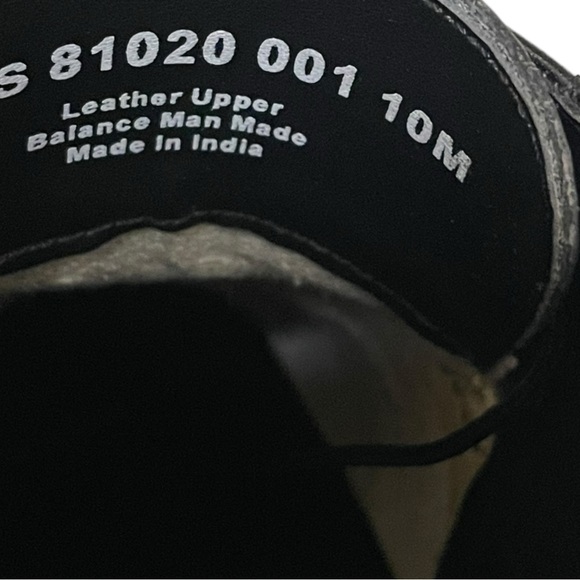 S 81020 001 10M
Leather Upper
Balance Man Made
Made In India